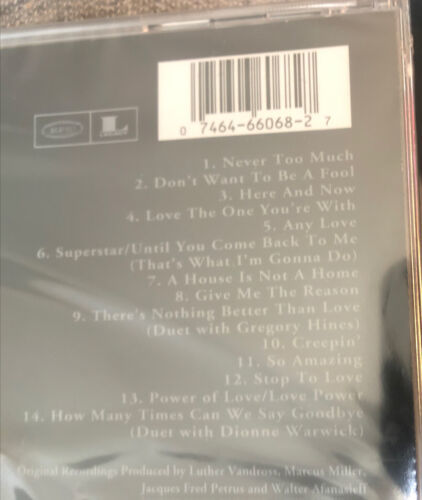 0 7464-66068-2 7
EPIC
L
LEGACY
1. Never Too Much
2. Don't Want To Be A Fool
3. Here And Now
4. Love The One You're With
5. Any Love
6. Superstar/Until You Come Back To Me
(That's What I'm Gonna Do)
7. A House Is Not A Home
8. Give Me The Reason
9. There's Nothing Better Than Love
(Duet with Gregory Hines)
10. Creepin'
11. So Amazing
12. Stop To Love
13. Power of Love/Love Power
14. How Many Times Can We Say Goodbye
(Duet with Dionne Warwick)
Original Recordings Produced by Luther Vandross, Marcus Miller,
Jacques Fred Petrus and Walter Afanasieff